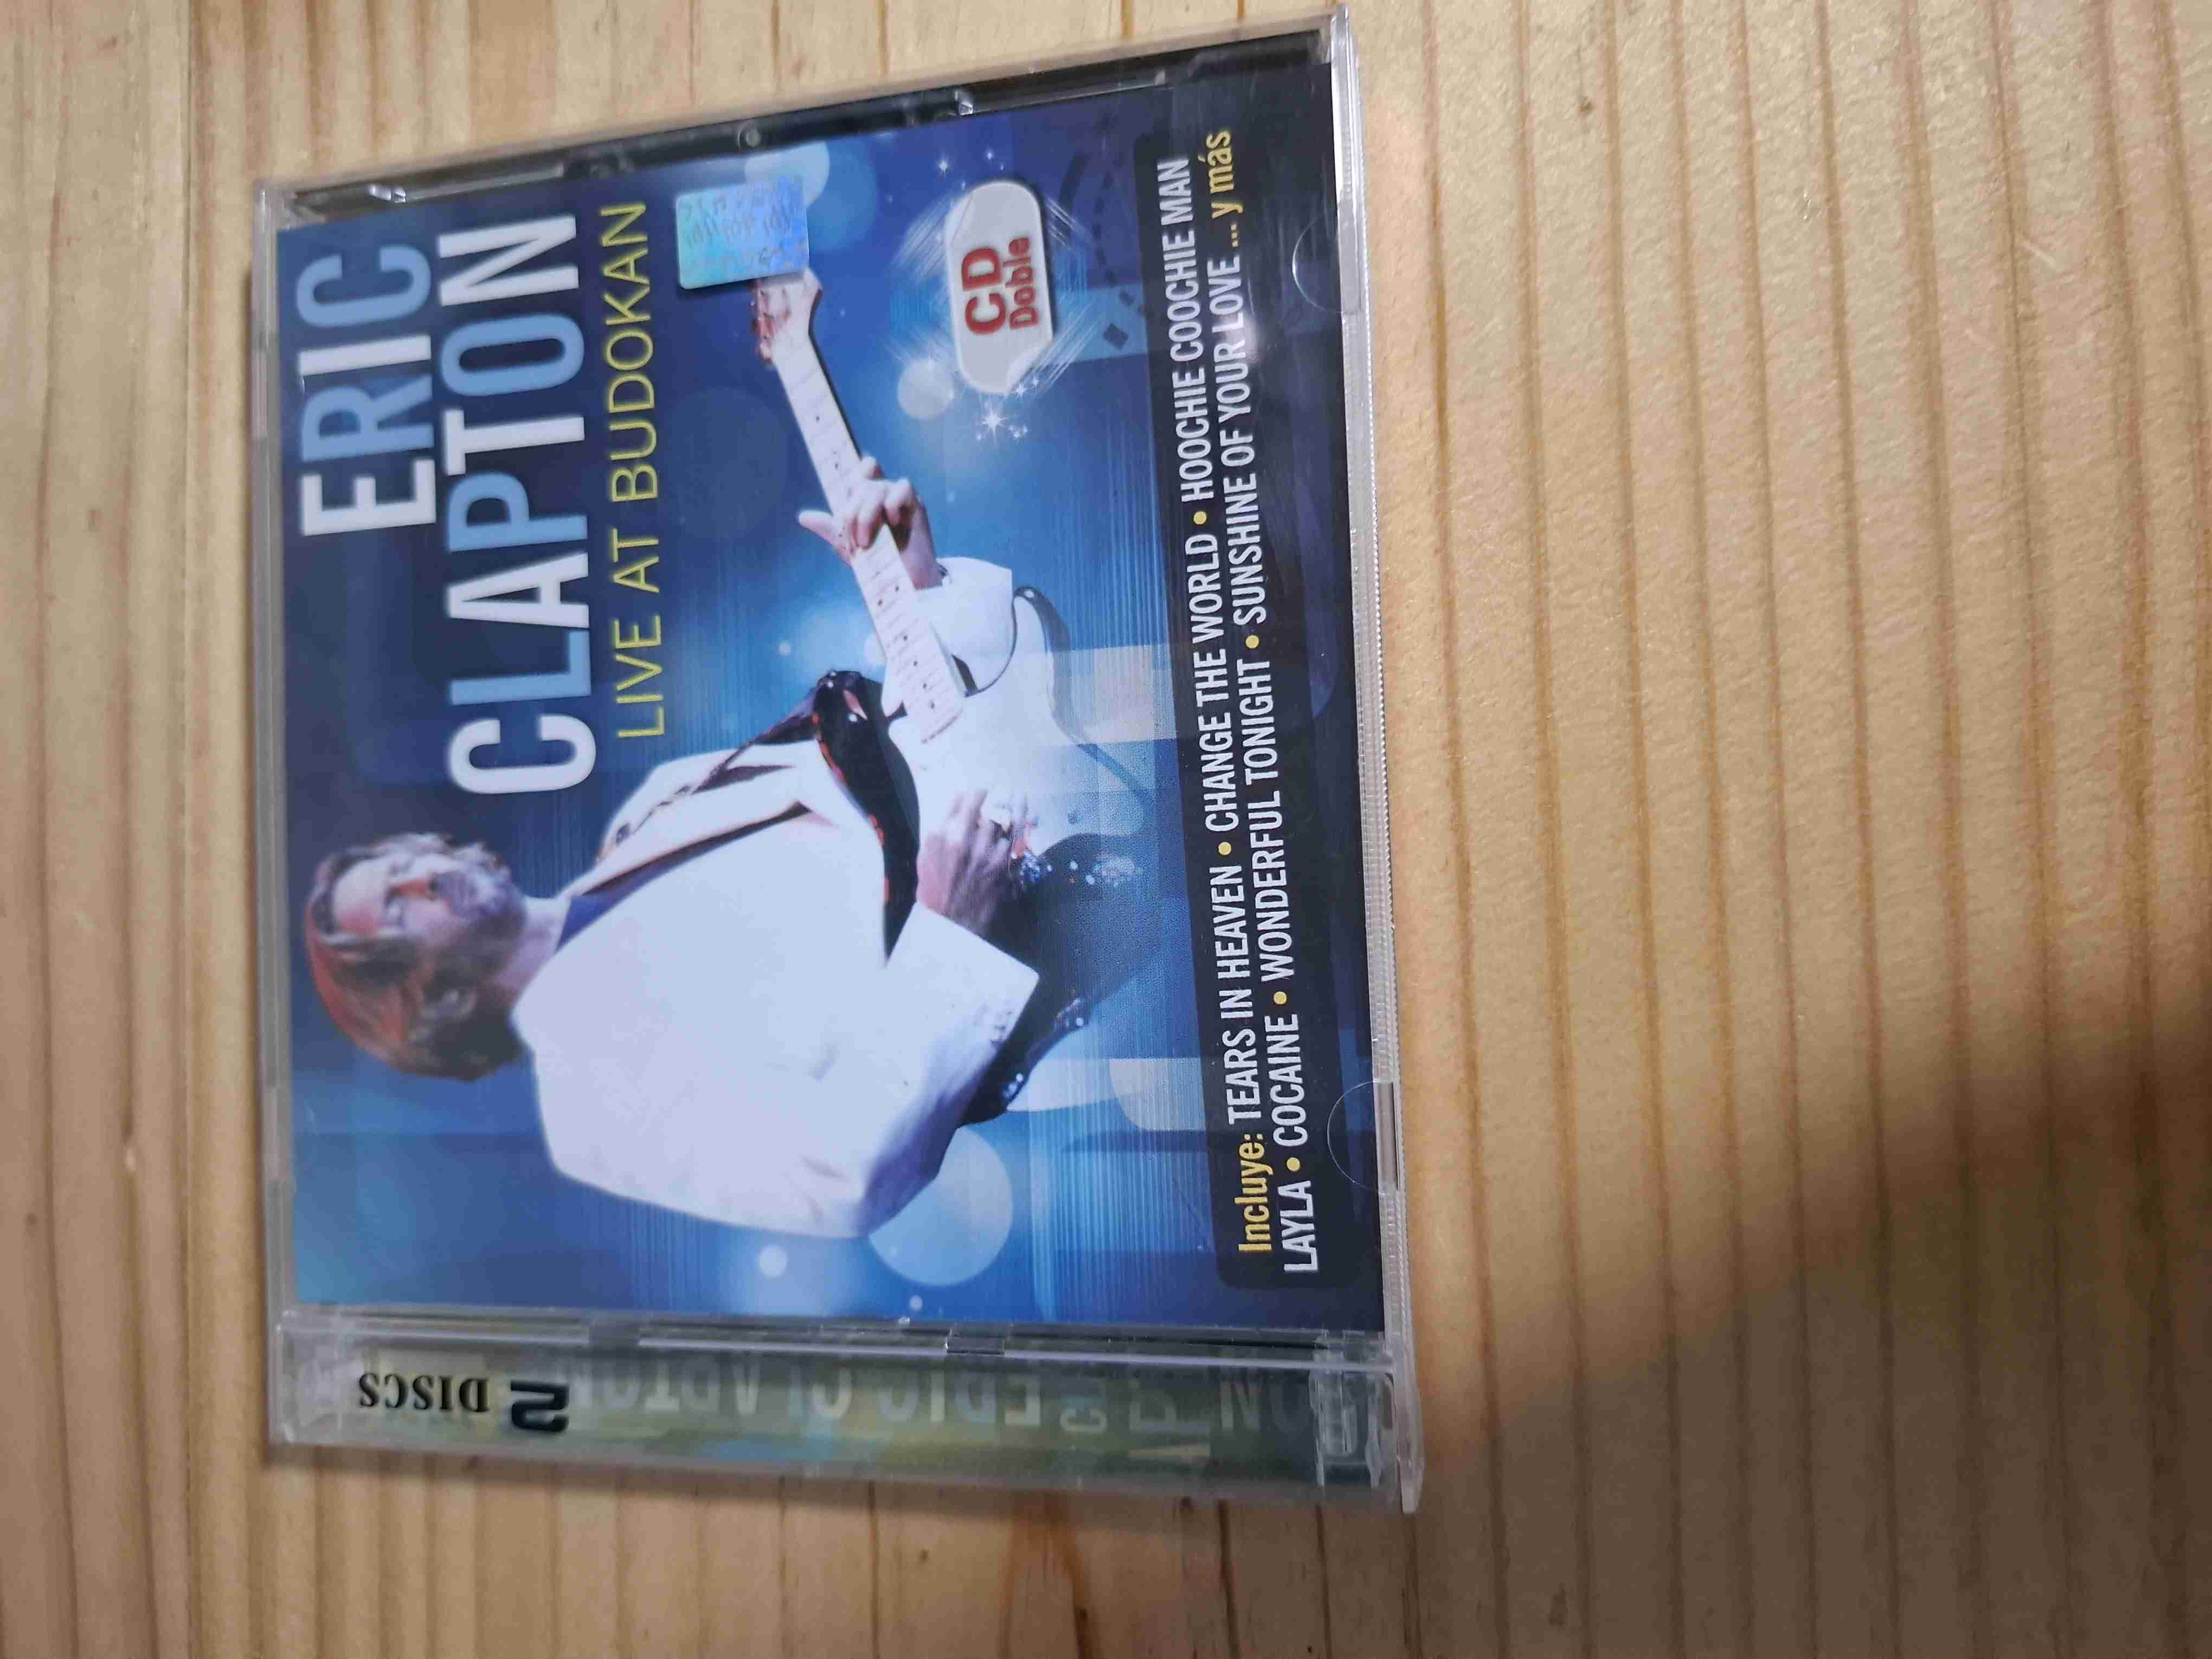 ERIC
CLAPTON
LIVE AT BUDOKAN
CD
Doble
Incluye: TEARS IN HEAVEN • CHANGE THE WORLD • HOOCHIE COOCHIE MAN
LAYLA • COCAINE • WONDERFUL TONIGHT • SUNSHINE OF YOUR LOVE ... y más
2
DISCS
ERIC CLAPTON